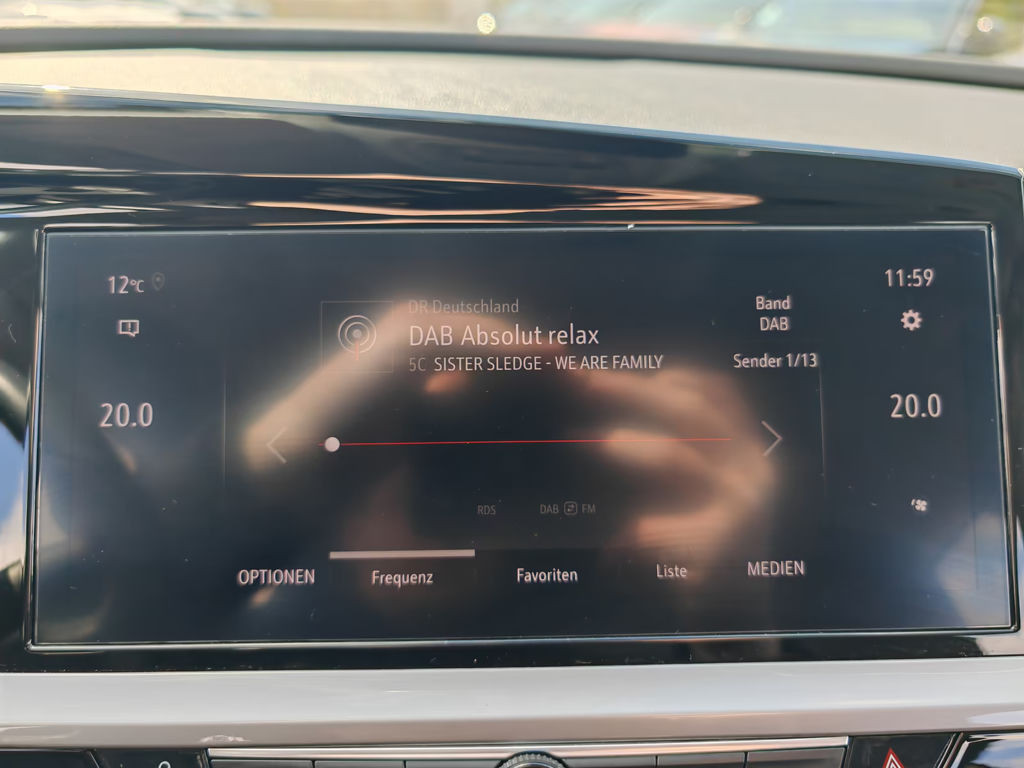 12°C
11:59
DR Deutschland
Band
DAB
DAB Absolut relax
5C SISTER SLEDGE - WE ARE FAMILY
Sender 1/13
20.0
20.0
RDS
DAB FM
OPTIONEN
Frequenz
Favoriten
Liste
MEDIEN